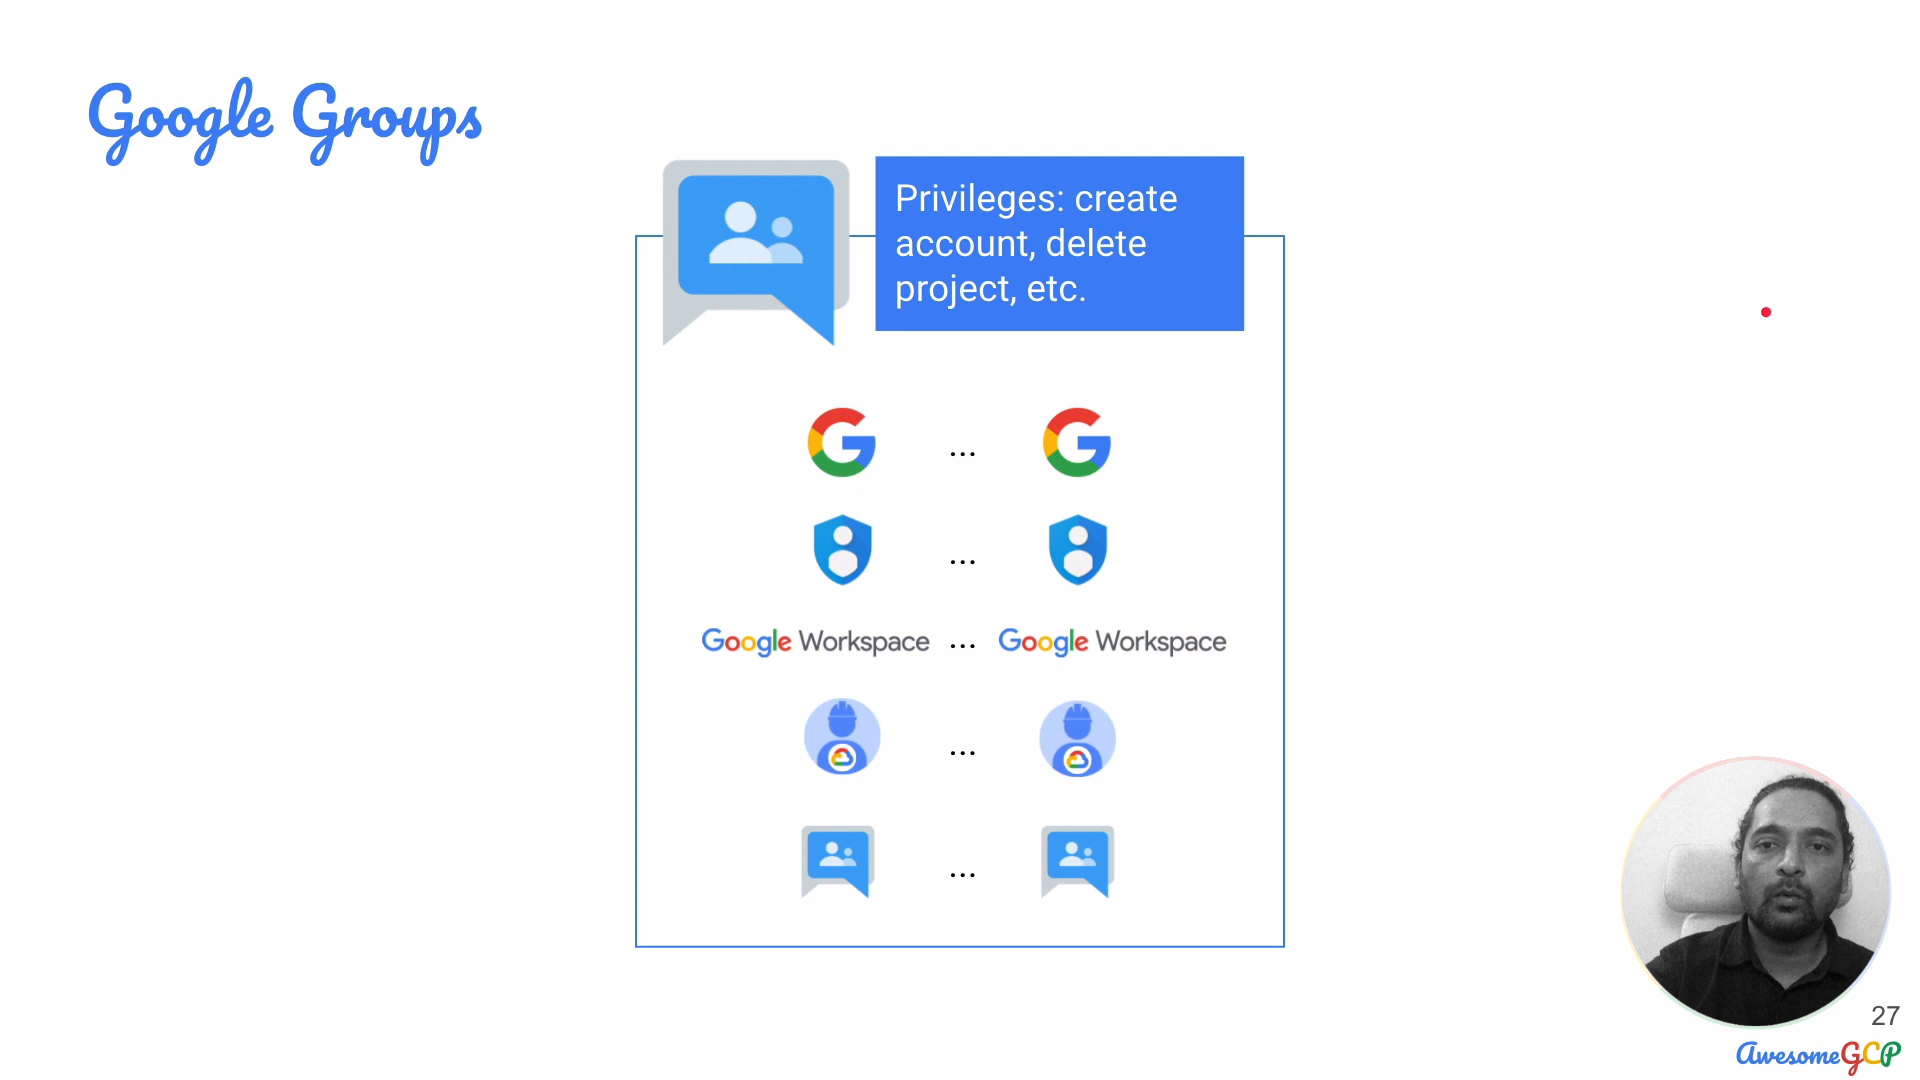 Google Groups
Privileges: create
account, delete
project, etc.
...
...
Google Workspace ... Google Workspace
...
...
27
AwesomeGCP